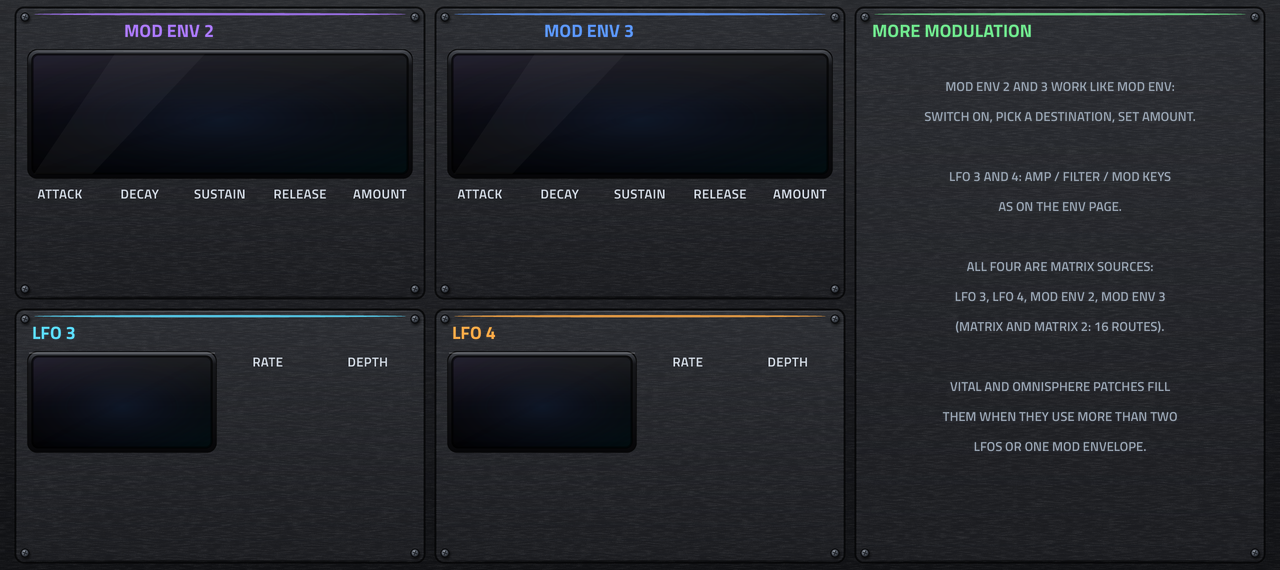 MOD ENV 2
ATTACK DECAY SUSTAIN RELEASE AMOUNT
MOD ENV 3
ATTACK DECAY SUSTAIN RELEASE AMOUNT
LFO 3
RATE DEPTH
LFO 4
RATE DEPTH
MORE MODULATION
MOD ENV 2 AND 3 WORK LIKE MOD ENV:
SWITCH ON, PICK A DESTINATION, SET AMOUNT.
LFO 3 AND 4: AMP / FILTER / MOD KEYS
AS ON THE ENV PAGE.
ALL FOUR ARE MATRIX SOURCES:
LFO 3, LFO 4, MOD ENV 2, MOD ENV 3
(MATRIX AND MATRIX 2: 16 ROUTES).
VITAL AND OMNISPHERE PATCHES FILL
THEM WHEN THEY USE MORE THAN TWO
LFOS OR ONE MOD ENVELOPE.